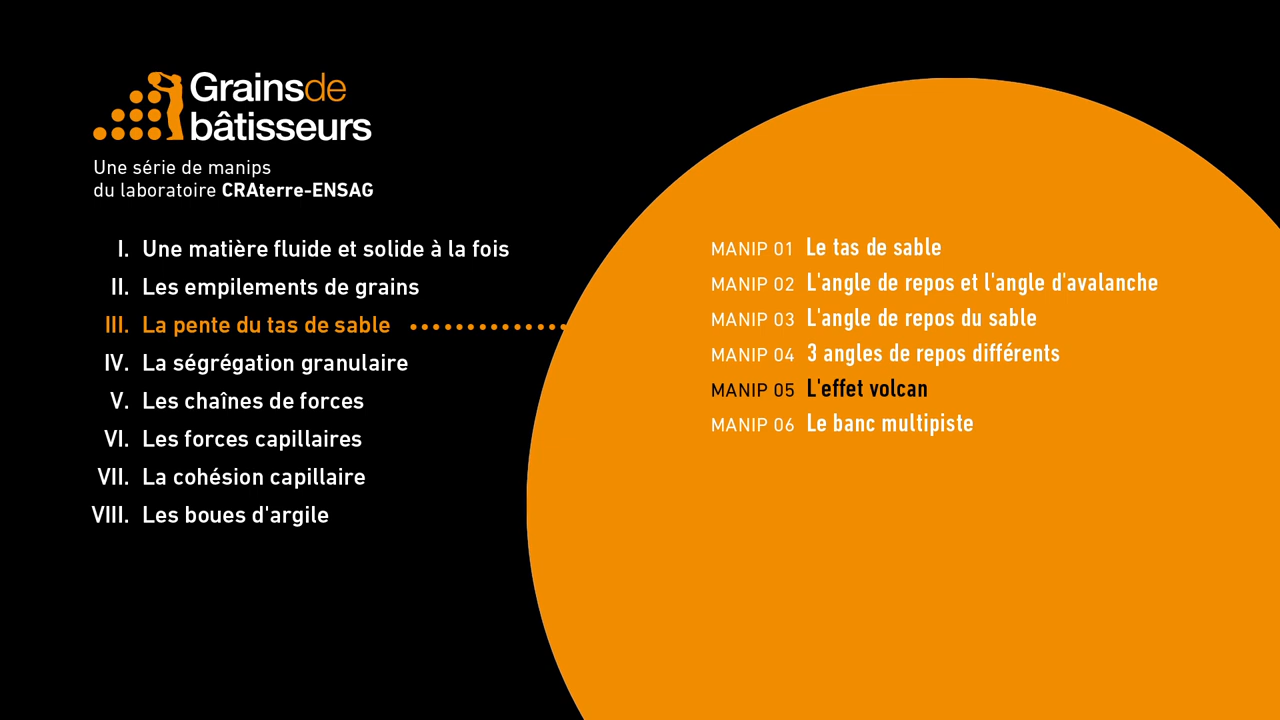 Grainsde
bâtisseurs
Une série de manips
du laboratoire CRAterre-ENSAG
I. Une matière fluide et solide à la fois
II. Les empilements de grains
III. La pente du tas de sable
IV. La ségrégation granulaire
V. Les chaînes de forces
VI. Les forces capillaires
VII. La cohésion capillaire
VIII. Les boues d'argile
MANIP 01 Le tas de sable
MANIP 02 L'angle de repos et l'angle d'avalanche
MANIP 03 L'angle de repos du sable
MANIP 04 3 angles de repos différents
MANIP 05 L'effet volcan
MANIP 06 Le banc multipiste